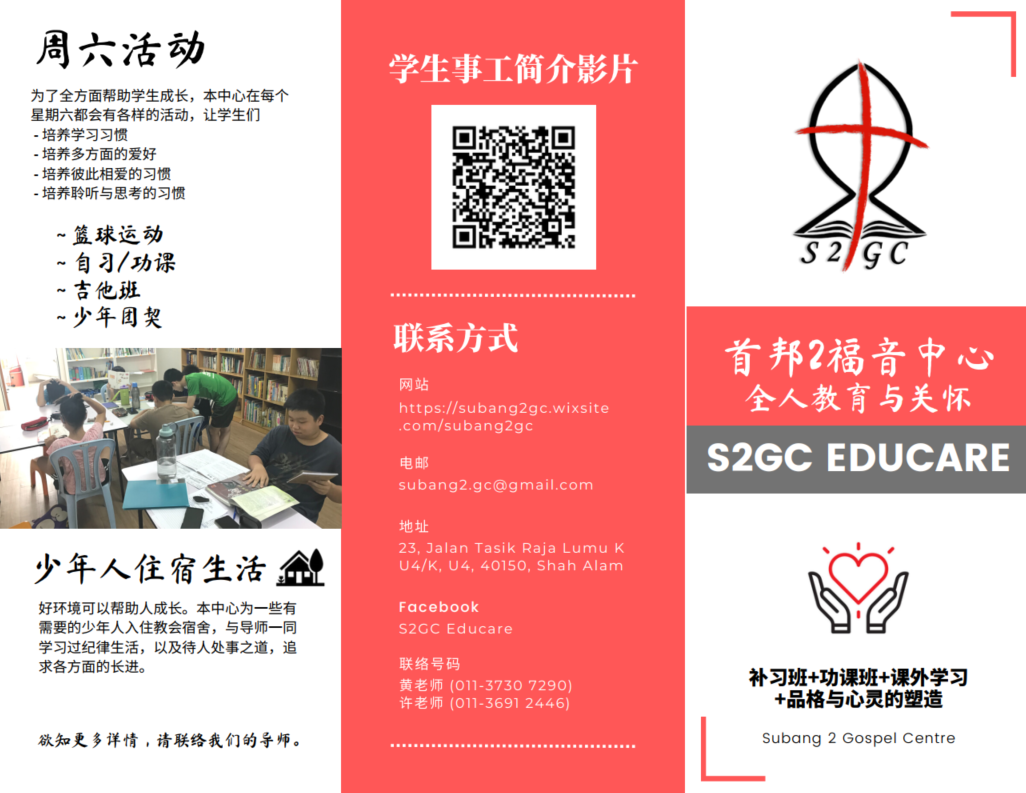 周六活动
为了全方面帮助学生成长，本中心在每个
星期六都会有各样的活动，让学生们
- 培养学习习惯
- 培养多方面的爱好
- 培养彼此相爱的习惯
- 培养聆听与思考的习惯
~ 篮球运动
~ 自习/功课
~ 吉他班
~ 少年团契
少年人住宿生活
好环境可以帮助人成长。本中心为一些有
需要的少年人入住教会宿舍，与导师一同
学习过纪律生活，以及待人处事之道，追
求各方面的长进。
欲知更多详情，请联络我们的导师。
学生事工简介影片
联系方式
网站
https://subang2gc.wixsite
.com/subang2gc
电邮
subang2.gc@gmail.com
地址
23, Jalan Tasik Raja Lumu K
U4/K, U4, 40150, Shah Alam
Facebook
S2GC Educare
联络号码
黄老师 (011-3730 7290)
许老师 (011-3691 2446)
S2GC
首邦2福音中心
全人教育与关怀
S2GC EDUCARE
补习班+功课班+课外学习
+品格与心灵的塑造
Subang 2 Gospel Centre